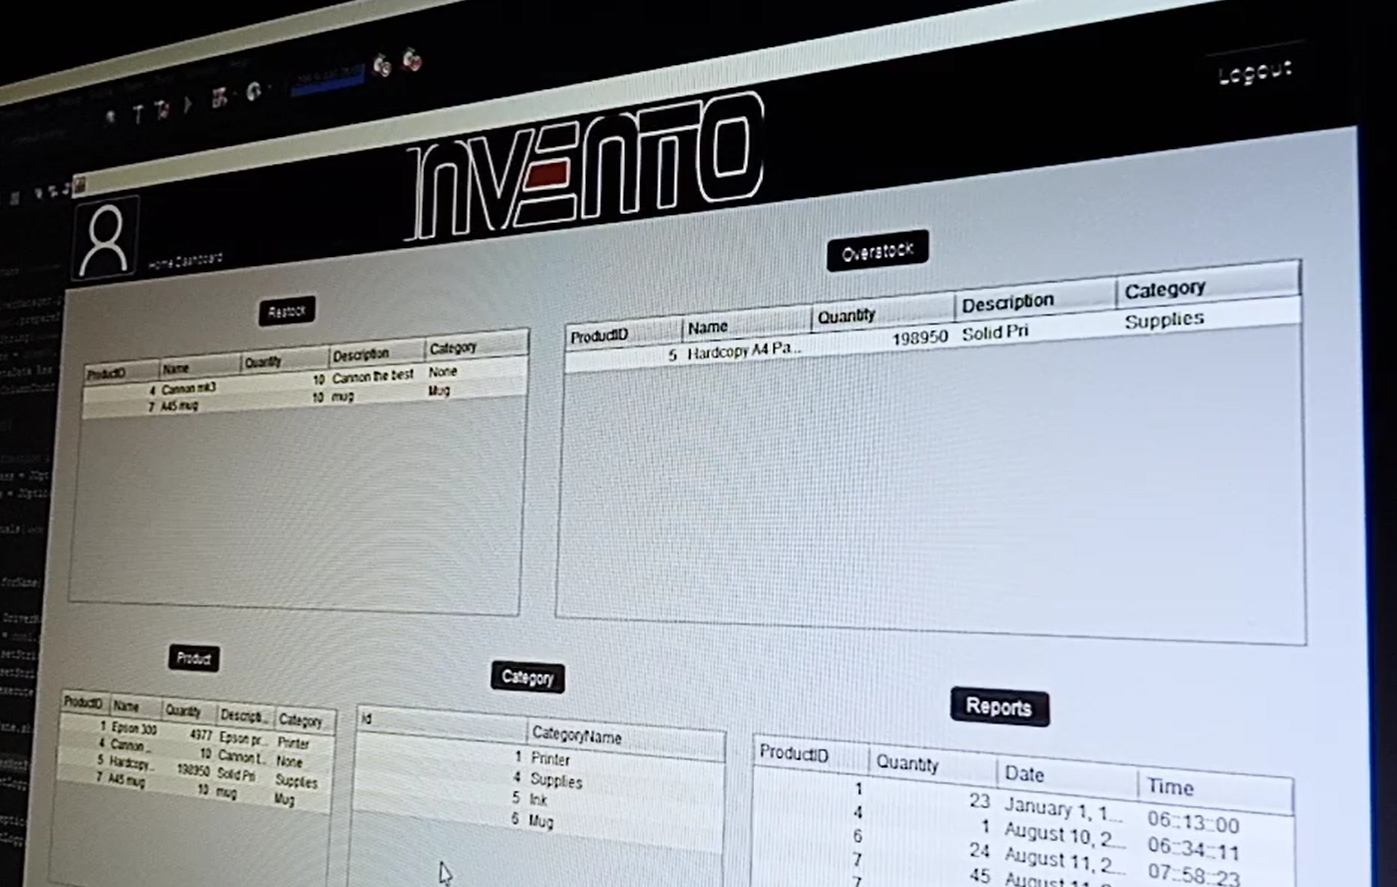 Logout
INVENTO
Home Dashboard
Restock
ProductID Name Quantity Description Category
4 Cannon mk3 10 Cannon the best None
7 A45 mug 10 mug Mug
Overstock
ProductID Name Quantity Description Category
5 Hardcopy A4 Pa... 198950 Solid Pri Supplies
Product
ProductID Name Quantity Descripti... Category
1 Epson 300 4977 Epson pr... Printer
4 Cannon ... 10 Cannon t... None
5 Hardcopy... 198950 Solid Pri Supplies
7 A45 mug 10 mug Mug
Category
id CategoryName
1 Printer
4 Supplies
5 Ink
6 Mug
Reports
ProductID Quantity Date Time
1 23 January 1, 1... 06::13::00
4 1 August 10, 2... 06::34::11
6 24 August 11, 2... 07::58::23
7 45 August 11, 2...
7